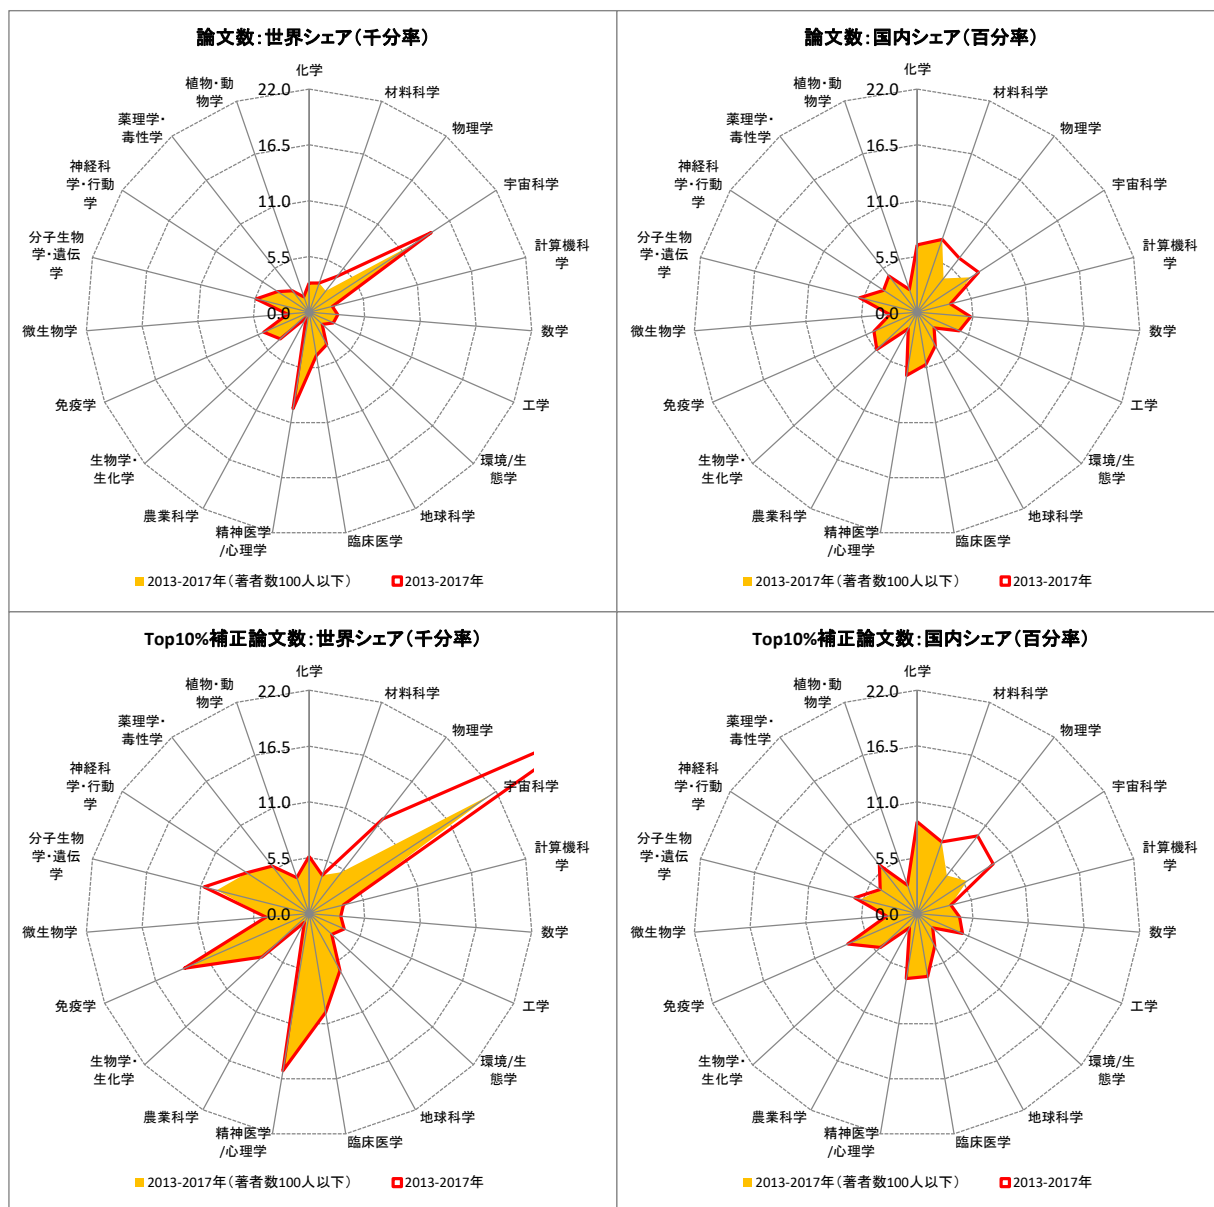 論文数：世界シェア（千分率）
化学
材料科学
物理学
宇宙科学
計算機科
学
数学
工学
環境/生
態学
地球科学
臨床医学
精神医学
/心理学
農業科学
生物学・
生化学
免疫学
微生物学
分子生物
学・遺伝
学
神経科
学・行動
学
薬理学・
毒性学
植物・動
物学
22.0
16.5
11.0
5.5
0.0
2013-2017年（著者数100人以下）
2013-2017年
論文数：国内シェア（百分率）
化学
材料科学
物理学
宇宙科学
計算機科
学
数学
工学
環境/生
態学
地球科学
臨床医学
精神医学
/心理学
農業科学
生物学・
生化学
免疫学
微生物学
分子生物
学・遺伝
学
神経科
学・行動
学
薬理学・
毒性学
植物・動
物学
22.0
16.5
11.0
5.5
0.0
2013-2017年（著者数100人以下）
2013-2017年
Top10%補正論文数：世界シェア（千分率）
化学
材料科学
物理学
宇宙科学
計算機科
学
数学
工学
環境/生
態学
地球科学
臨床医学
精神医学
/心理学
農業科学
生物学・
生化学
免疫学
微生物学
分子生物
学・遺伝
学
神経科
学・行動
学
薬理学・
毒性学
植物・動
物学
22.0
16.5
11.0
5.5
0.0
2013-2017年（著者数100人以下）
2013-2017年
Top10%補正論文数：国内シェア（百分率）
化学
材料科学
物理学
宇宙科学
計算機科
学
数学
工学
環境/生
態学
地球科学
臨床医学
精神医学
/心理学
農業科学
生物学・
生化学
免疫学
微生物学
分子生物
学・遺伝
学
神経科
学・行動
学
薬理学・
毒性学
植物・動
物学
22.0
16.5
11.0
5.5
0.0
2013-2017年（著者数100人以下）
2013-2017年